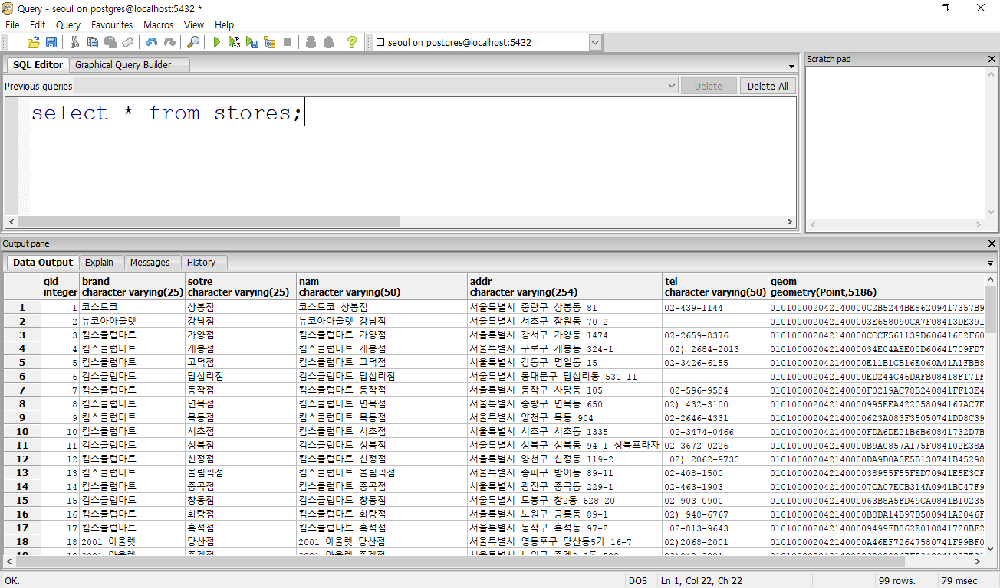 Query - seoul on postgres@localhost:5432 *
File Edit Query Favourites Macros View Help
seoul on postgres@localhost:5432
SQL Editor Graphical Query Builder
Scratch pad
Previous queries Delete Delete All
select * from stores;
Output pane
Data Output Explain Messages History
gid brand sotre nam addr tel geom
integer character varying(25) character varying(25) character varying(50) character varying(254) character varying(50) geometry(Point,5186)
1 1 코스트코 상봉점 코스트코 상봉점 서울특별시 중랑구 상봉동 81 02-439-1144 0101000020421400000C2B5244BE86209417357B9
2 2 뉴코아아울렛 강남점 뉴코아아울렛 강남점 서울특별시 서초구 잠원동 70-2 01010000204214000003E658090CA7F08413DE391
3 3 킴스클럽마트 가양점 킴스클럽마트 가양점 서울특별시 강서구 가양동 1474 02-2659-8376 0101000020421400000CCCF561139D60641682F60
4 4 킴스클럽마트 개봉점 킴스클럽마트 개봉점 서울특별시 구로구 개봉동 324-1 02) 2684-2013 010100002042140000034E04AEE00D60641709FD7
5 5 킴스클럽마트 고덕점 킴스클럽마트 고덕점 서울특별시 강동구 명일동 15 02-3426-6155 0101000020421400000E11B1CB16E060A41A1FBB8
6 6 킴스클럽마트 답십리점 킴스클럽마트 답십리점 서울특별시 동대문구 답십리동 530-11 0101000020421400000ED244C46DAFB08418F171F
7 7 킴스클럽마트 동작점 킴스클럽마트 동작점 서울특별시 동작구 사당동 105 02-596-9584 0101000020421400000F0219AC78B240841FF13E4
8 8 킴스클럽마트 면목점 킴스클럽마트 면목점 서울특별시 중랑구 면목동 650 02) 432-3100 0101000020421400000995EEA422058094167AC7E
9 9 킴스클럽마트 목동점 킴스클럽마트 목동점 서울특별시 양천구 목동 904 02-2646-4331 0101000020421400000623A083F35050741DD8C39
10 10 킴스클럽마트 서초점 킴스클럽마트 서초점 서울특별시 서초구 서초동 1335 02-3474-0466 0101000020421400000FDA6DE21B6B60841732D7B
11 11 킴스클럽마트 성북점 킴스클럽마트 성북점 서울특별시 성북구 성북동 94-1 성북프라자 02-3672-0226 0101000020421400000B9A0857A175F084102E38A
12 12 킴스클럽마트 신정점 킴스클럽마트 신정점 서울특별시 양천구 신정동 119-2 02) 2062-9730 0101000020421400000DA9D0A0E5B130741B45298
13 13 킴스클럽마트 올림픽점 킴스클럽마트 올림픽점 서울특별시 송파구 방이동 89-11 02-408-1500 010100002042140000038955F55FED70941E5E3CF
14 14 킴스클럽마트 중곡점 킴스클럽마트 중곡점 서울특별시 광진구 중곡동 229-1 02-463-1903 01010000204214000007CA07ECB314A0941BC47F9
15 15 킴스클럽마트 창동점 킴스클럽마트 창동점 서울특별시 도봉구 창2동 628-20 02-903-0900 010100002042140000063B8A5FD49CA0841B10235
16 16 킴스클럽마트 화랑점 킴스클럽마트 화랑점 서울특별시 노원구 공릉동 89-1 02) 948-6767 0101000020421400000B8DA14B97D500941A2046F
17 17 킴스클럽마트 흑석점 킴스클럽마트 흑석점 서울특별시 동작구 흑석동 97-2 02-813-9643 01010000204214000009499FB862E010841720BF2
18 18 2001 아울렛 당산점 2001 아울렛 당산점 서울특별시 영등포구 당산동5가 16-7 02)2068-2001 0101000020421400000A46EF72647580741F99BF0
OK. DOS Ln 1, Col 22, Ch 22 99 rows. 79 msec